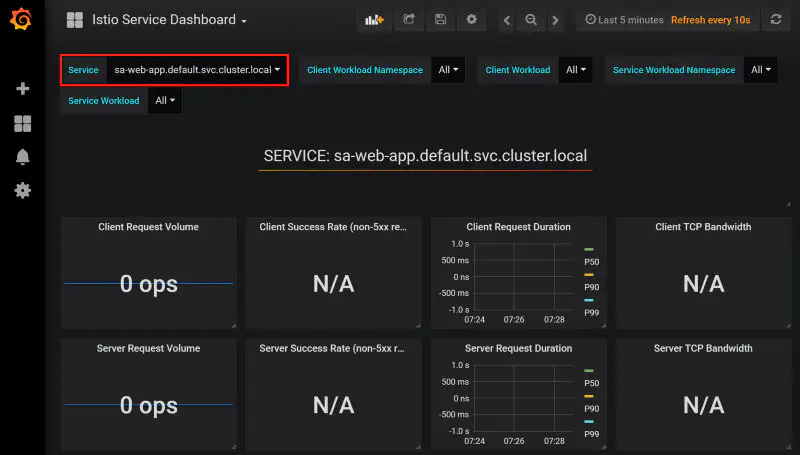 Istio Service Dashboard
Last 5 minutes Refresh every 10s
Service sa-web-app.default.svc.cluster.local Client Workload Namespace All Client Workload All Service Workload Namespace All
Service Workload All
SERVICE: sa-web-app.default.svc.cluster.local
Client Request Volume
0 ops
Client Success Rate (non-5xx re...
N/A
Client Request Duration
1.0 s
500 ms
0 ns
-500 ms
-1.0 s
07:24 07:26 07:28
P50
P90
P99
Client TCP Bandwidth
N/A
Server Request Volume
0 ops
Server Success Rate (non-5xx r...
N/A
Server Request Duration
1.0 s
500 ms
0 ns
-500 ms
-1.0 s
07:24 07:26 07:28
P50
P90
P99
Server TCP Bandwidth
N/A